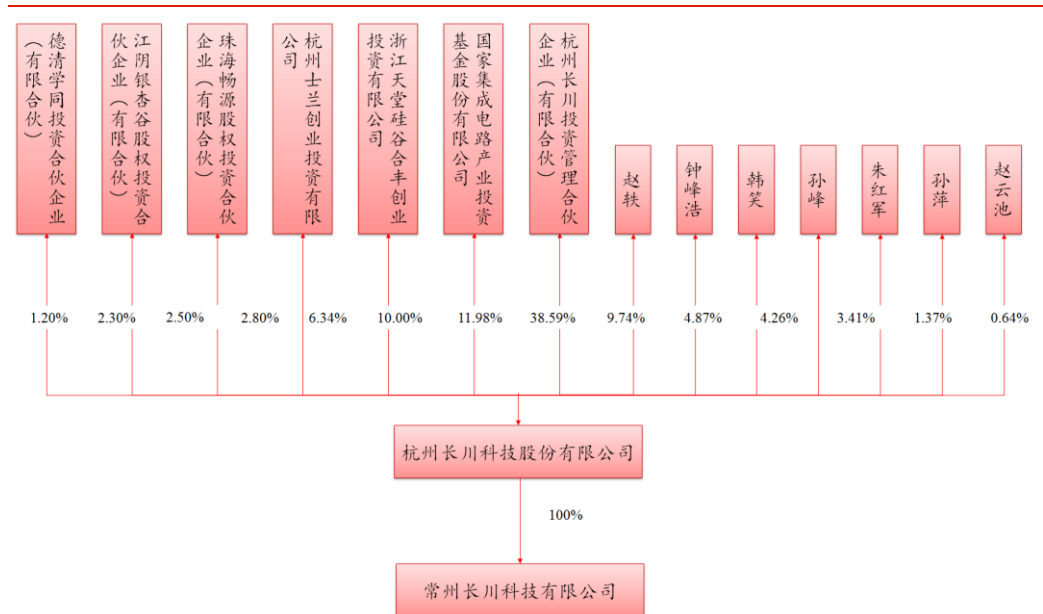 德清学同投资合伙企业
（有限合伙）
江阴银杏谷股权投资合
伙企业（有限合伙）
珠海畅源股权投资合伙
企业（有限合伙）
杭州士兰创业投资有限
公司
浙江天堂硅谷合丰创业
投资有限公司
国家集成电路产业投资
基金股份有限公司
杭州长川投资管理合伙
企业（有限合伙）
赵轶
钟峰浩
韩笑
孙峰
朱红军
孙萍
赵云池
1.20%
2.30%
2.50%
2.80%
6.34%
10.00%
11.98%
38.59%
9.74%
4.87%
4.26%
3.41%
1.37%
0.64%
杭州长川科技股份有限公司
100%
常州长川科技有限公司